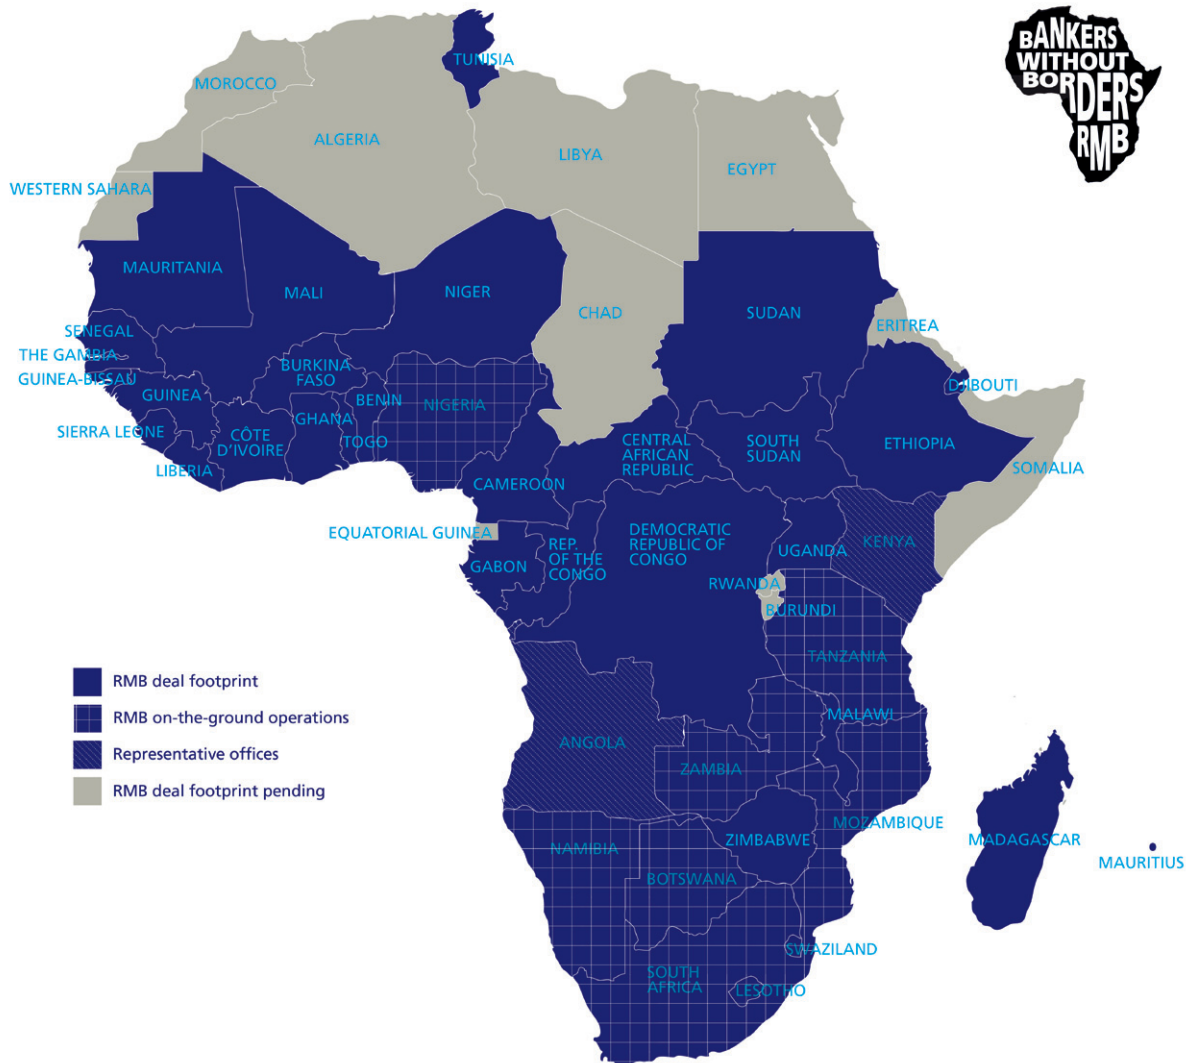 BANKERS
WITHOUT
BORDERS
RMB
TUNISIA
MOROCCO
ALGERIA
LIBYA
EGYPT
WESTERN SAHARA
MAURITANIA
MALI
NIGER
CHAD
SUDAN
ERITREA
SENEGAL
THE GAMBIA
GUINEA-BISSAU
GUINEA
BURKINA
FASO
BENIN
NIGERIA
DJIBOUTI
SIERRA LEONE
CÔTE
D'IVOIRE
GHANA
TOGO
LIBERIA
CENTRAL
AFRICAN
REPUBLIC
SOUTH
SUDAN
ETHIOPIA
SOMALIA
CAMEROON
EQUATORIAL GUINEA
GABON
REP.
OF THE
CONGO
DEMOCRATIC
REPUBLIC OF
CONGO
UGANDA
KENYA
RWANDA
BURUNDI
TANZANIA
RMB deal footprint
RMB on-the-ground operations
Representative offices
RMB deal footprint pending
ANGOLA
MALAWI
ZAMBIA
MOZAMBIQUE
ZIMBABWE
MADAGASCAR
MAURITIUS
NAMIBIA
BOTSWANA
SWAZILAND
SOUTH
AFRICA
LESOTHO